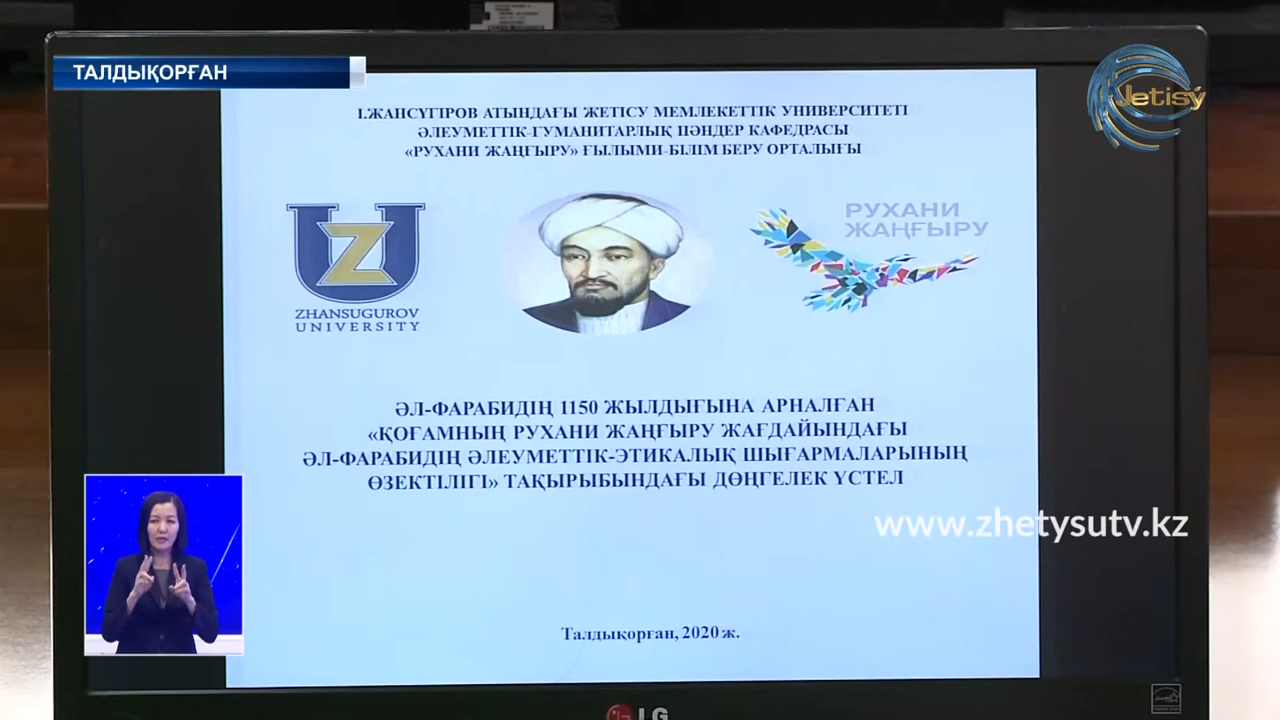 ТАЛДЫҚОРҒАН
Jetisý
І.ЖАНСҮГІРОВ АТЫНДАҒЫ ЖЕТІСУ МЕМЛЕКЕТТІК УНИВЕРСИТЕТІ
ӘЛЕУМЕТТІК-ГУМАНИТАРЛЫҚ ПӘНДЕР КАФЕДРАСЫ
«РУХАНИ ЖАҢҒЫРУ» ҒЫЛЫМИ-БІЛІМ БЕРУ ОРТАЛЫҒЫ
UZ
ZHANSUGUROV
UNIVERSITY
РУХАНИ
ЖАҢҒЫРУ
ӘЛ-ФАРАБИДІҢ 1150 ЖЫЛДЫҒЫНА АРНАЛҒАН
«ҚОҒАМНЫҢ РУХАНИ ЖАҢҒЫРУ ЖАҒДАЙЫНДАҒЫ
ӘЛ-ФАРАБИДІҢ ӘЛЕУМЕТТІК-ЭТИКАЛЫҚ ШЫҒАРМАЛАРЫНЫҢ
ӨЗЕКТІЛІГІ» ТАҚЫРЫБЫНДАҒЫ ДӨҢГЕЛЕК ҮСТЕЛ
www.zhetysutv.kz
Талдықорған, 2020 ж.
LG